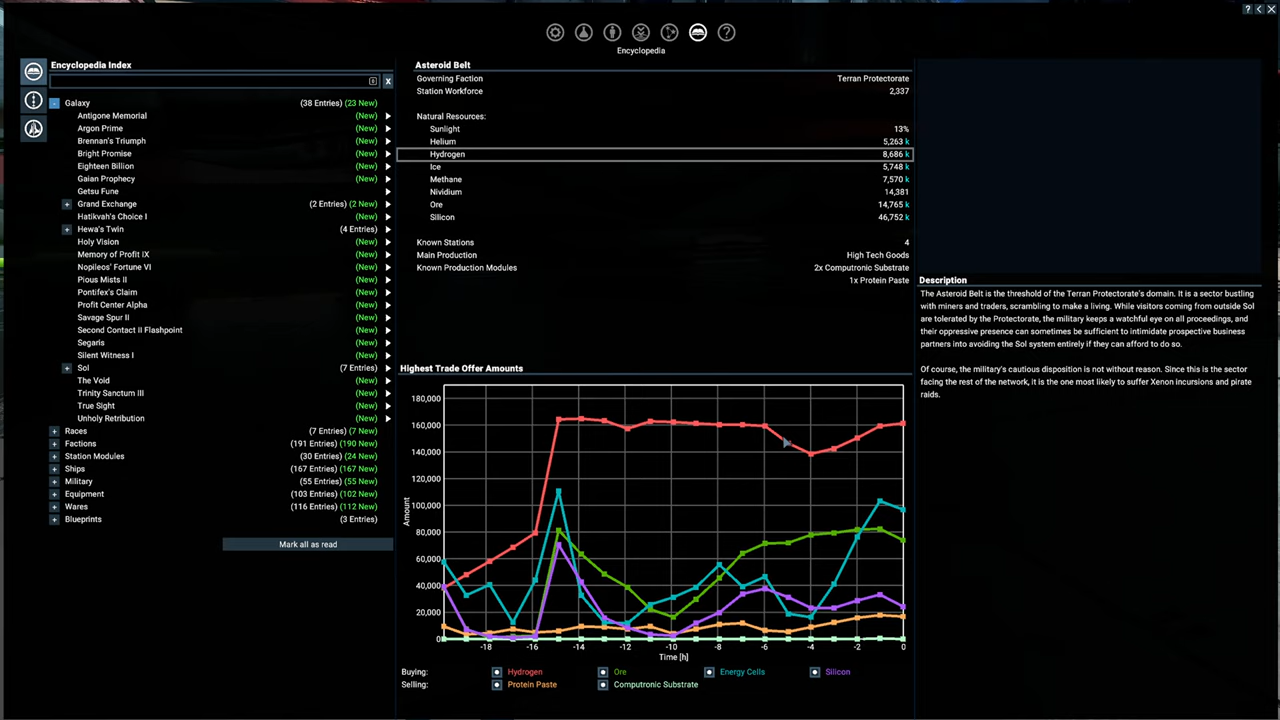 ? < X
?
Encyclopedia
Encyclopedia Index
x
- Galaxy (38 Entries) (23 New)
Antigone Memorial (New)
Argon Prime (New)
Brennan's Triumph (New)
Bright Promise (New)
Eighteen Billion (New)
Gaian Prophecy (New)
Getsu Fune
+ Grand Exchange (2 Entries) (2 New)
Hatikvah's Choice I (New)
+ Hewa's Twin (4 Entries)
Holy Vision (New)
Memory of Profit IX (New)
Nopileos' Fortune VI (New)
Pious Mists II (New)
Pontifex's Claim (New)
Profit Center Alpha (New)
Savage Spur II (New)
Second Contact II Flashpoint (New)
Segaris (New)
Silent Witness I (New)
+ Sol (7 Entries)
The Void (New)
Trinity Sanctum III (New)
True Sight (New)
Unholy Retribution (New)
+ Races (7 Entries) (7 New)
+ Factions (191 Entries) (190 New)
+ Station Modules (30 Entries) (24 New)
+ Ships (167 Entries) (167 New)
+ Military (55 Entries) (55 New)
+ Equipment (103 Entries) (102 New)
+ Wares (116 Entries) (112 New)
+ Blueprints (3 Entries)
Mark all as read
Asteroid Belt
Governing Faction Terran Protectorate
Station Workforce 2,337
Natural Resources:
Sunlight 13%
Helium 5,263 k
Hydrogen 8,686 k
Ice 5,748 k
Methane 7,570 k
Nividium 14,381
Ore 14,765 k
Silicon 46,752 k
Known Stations 4
Main Production High Tech Goods
Known Production Modules 2x Computronic Substrate
1x Protein Paste
Highest Trade Offer Amounts
180,000
160,000
140,000
120,000
100,000
80,000
60,000
40,000
20,000
0
Amount
-18 -16 -14 -12 -10 -8 -6 -4 -2 0
Time [h]
Buying: Hydrogen Ore Energy Cells Silicon
Selling: Protein Paste Computronic Substrate
Description
The Asteroid Belt is the threshold of the Terran Protectorate's domain. It is a sector bustling
with miners and traders, scrambling to make a living. While visitors coming from outside Sol
are tolerated by the Protectorate, the military keeps a watchful eye on all proceedings, and
their oppressive presence can sometimes be sufficient to intimidate prospective business
partners into avoiding the Sol system entirely if they can afford to do so.
Of course, the military's cautious disposition is not without reason. Since this is the sector
facing the rest of the network, it is the one most likely to suffer Xenon incursions and pirate
raids.